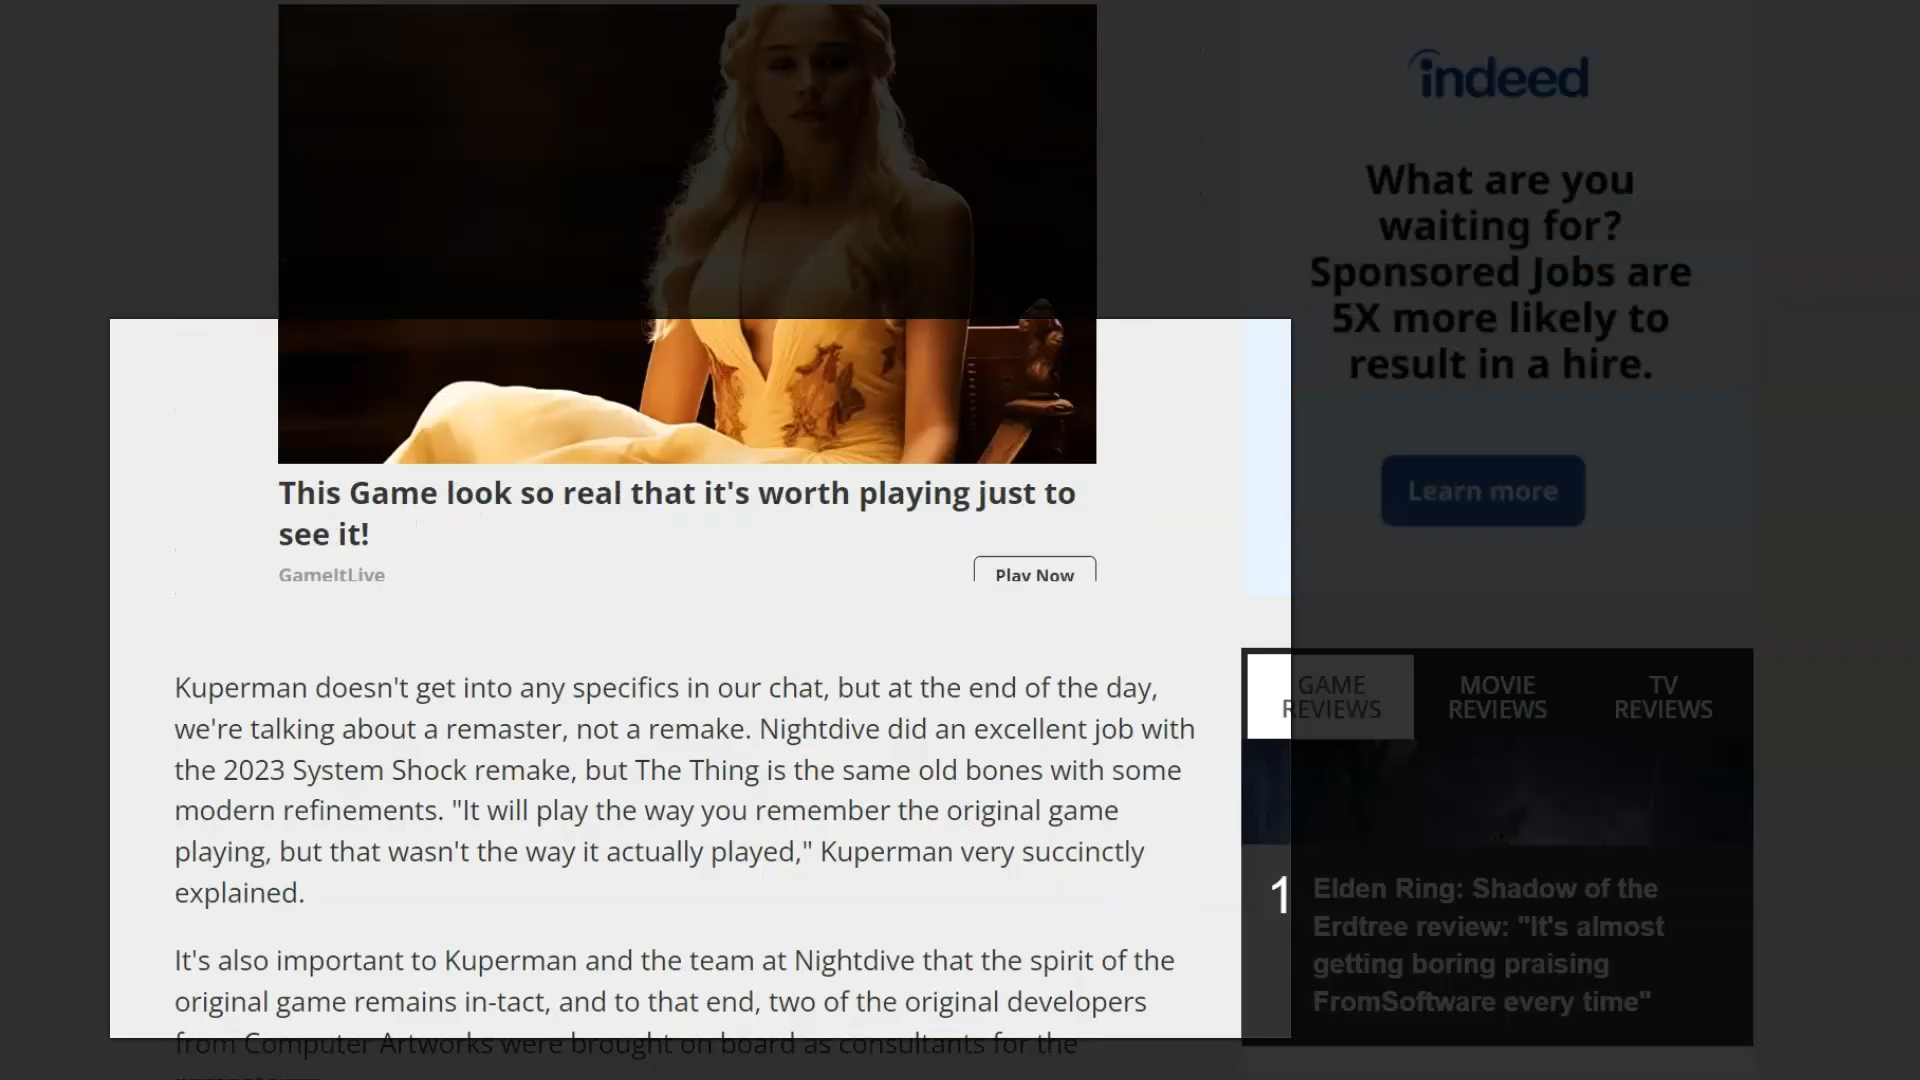 indeed
What are you
waiting for?
Sponsored Jobs are
5X more likely to
result in a hire.
Learn more
This Game look so real that it's worth playing just to
see it!
GameItLive
Play Now
Kuperman doesn't get into any specifics in our chat, but at the end of the day,
we're talking about a remaster, not a remake. Nightdive did an excellent job with
the 2023 System Shock remake, but The Thing is the same old bones with some
modern refinements. "It will play the way you remember the original game
playing, but that wasn't the way it actually played," Kuperman very succinctly
explained.
It's also important to Kuperman and the team at Nightdive that the spirit of the
original game remains in-tact, and to that end, two of the original developers
from Computer Artworks were brought on board as consultants for the
GAME
REVIEWS
MOVIE
REVIEWS
TV
REVIEWS
1
Elden Ring: Shadow of the
Erdtree review: "It's almost
getting boring praising
FromSoftware every time"